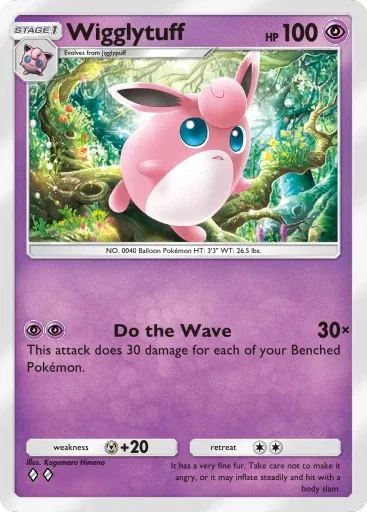 STAGE 1
Wigglytuff
HP 100
Evolves from Jigglypuff
NO. 0040 Balloon Pokémon HT: 3'3" WT: 26.5 lbs.
Do the Wave 30×
This attack does 30 damage for each of your Benched
Pokémon.
weakness +20
retreat
Illus. Kagemaru Himeno
It has a very fine fur. Take care not to make it
angry, or it may inflate steadily and hit with a
body slam.